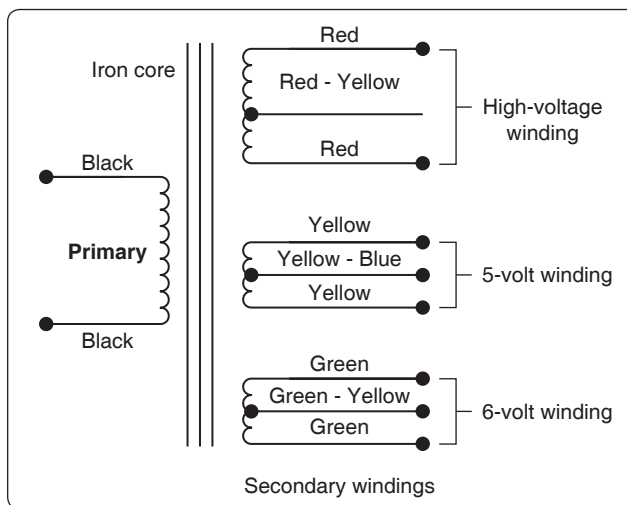 Iron core
Black
Primary
Black
Red
Red - Yellow
Red
High-voltage
winding
Yellow
Yellow - Blue
Yellow
5-volt winding
Green
Green - Yellow
Green
6-volt winding
Secondary windings